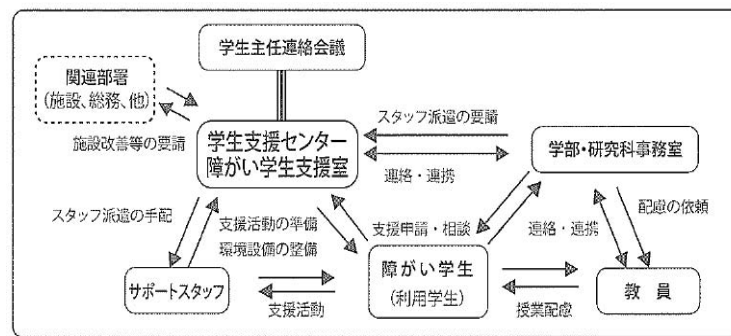 学生主任連絡会議
関連部署
(施設、総務、他)
スタッフ派遣の要請
施設改善等の要請
学生支援センター
障がい学生支援室
学部・研究科事務室
連絡・連携
スタッフ派遣の手配
支援活動の準備
環境設備の整備
支援申請・相談
連絡・連携
配慮の依頼
サポートスタッフ
支援活動
障がい学生
(利用学生)
授業配慮
教 員